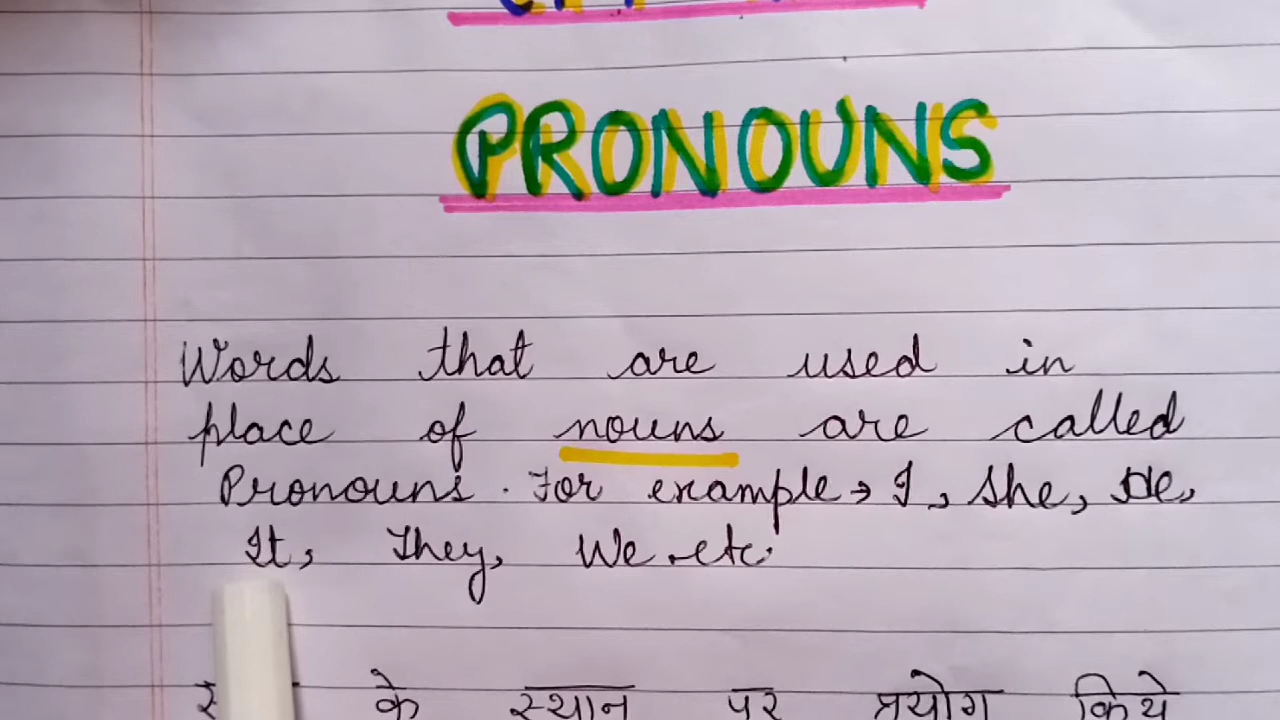 PRONOUNS
Words that are used in
place of nouns are called
Pronouns. For example → I, She, He,
It, They, We etc.
के स्थान पर प्रयोग किये